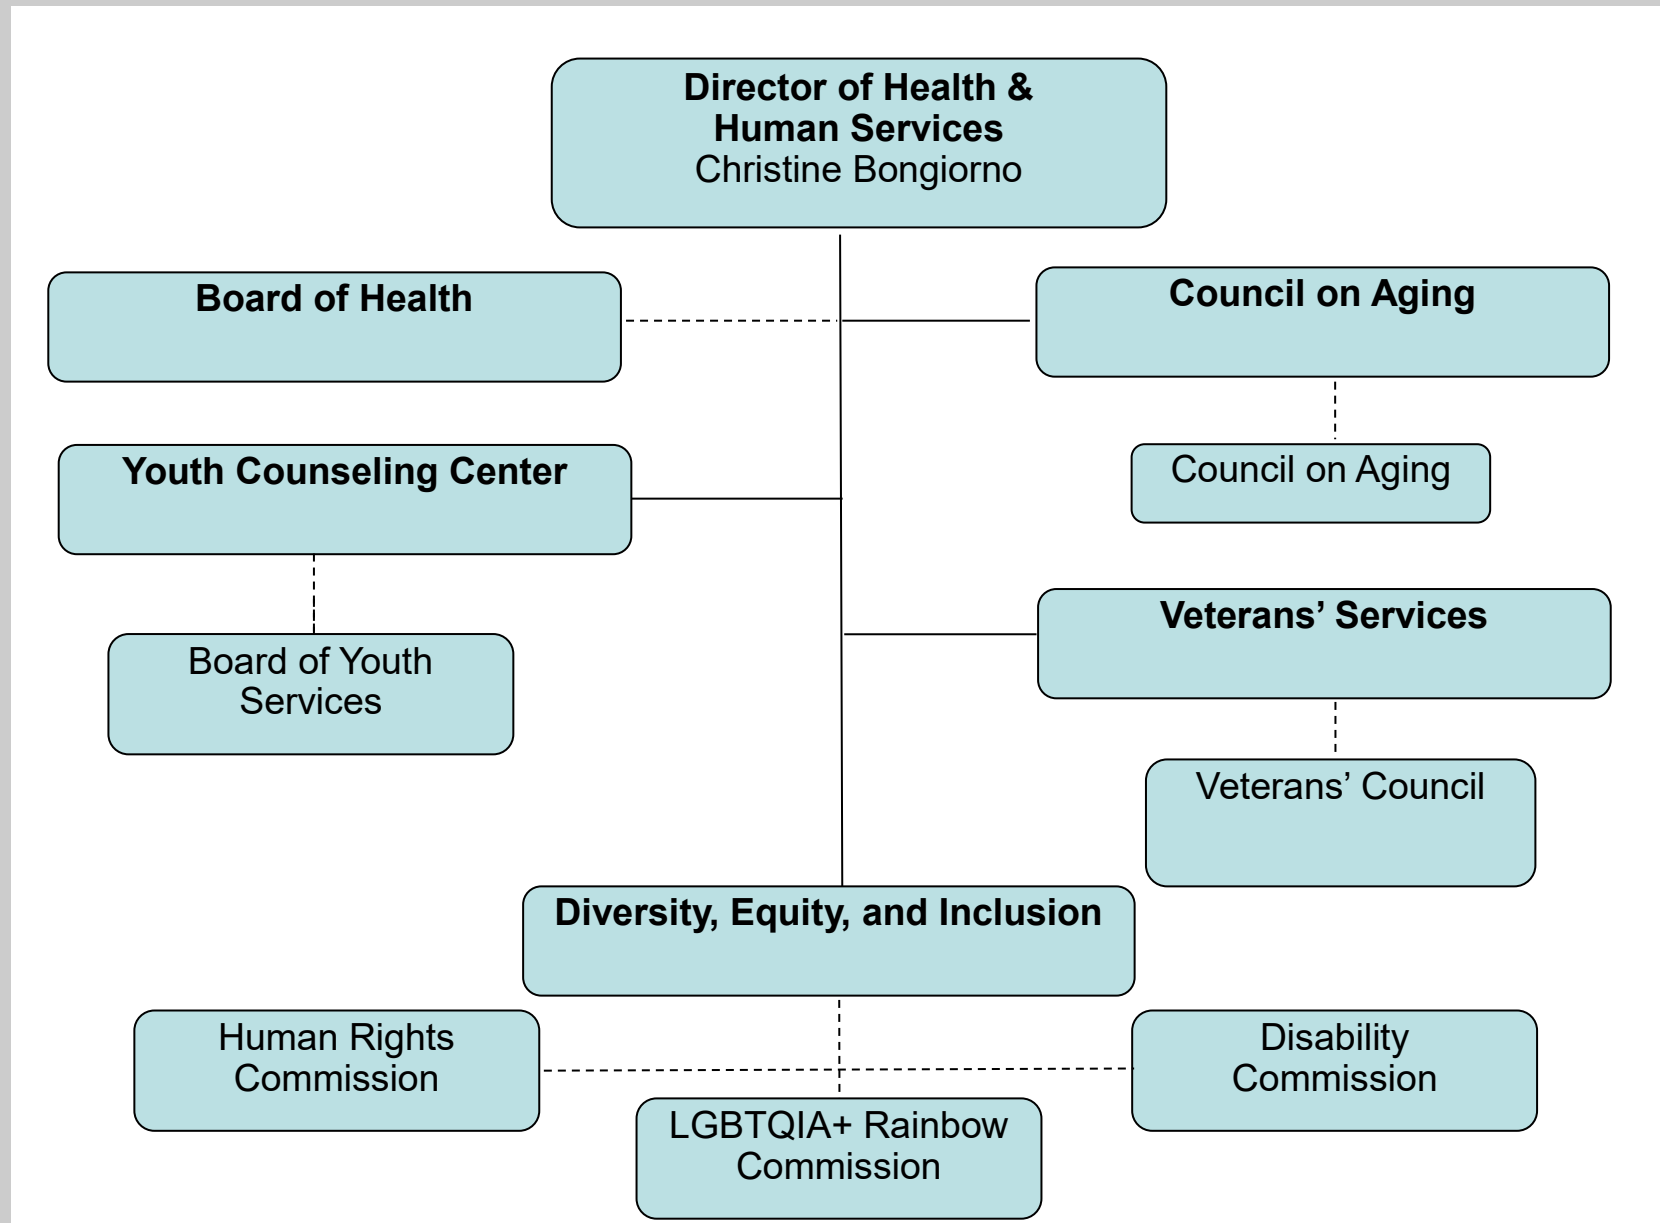 Director of Health &
Human Services
Christine Bongiorno
Board of Health
Council on Aging
Youth Counseling Center
Council on Aging
Veterans’ Services
Board of Youth
Services
Veterans’ Council
Diversity, Equity, and Inclusion
Human Rights
Commission
Disability
Commission
LGBTQIA+ Rainbow
Commission